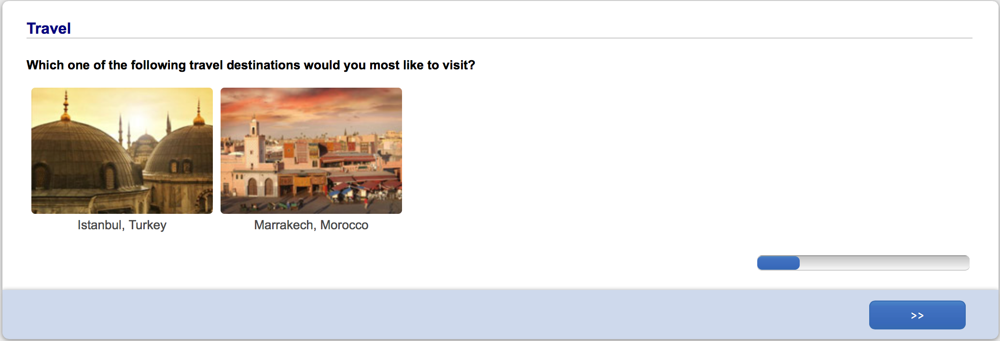 Travel
Which one of the following travel destinations would you most like to visit?
Istanbul, Turkey
Marrakech, Morocco
>>